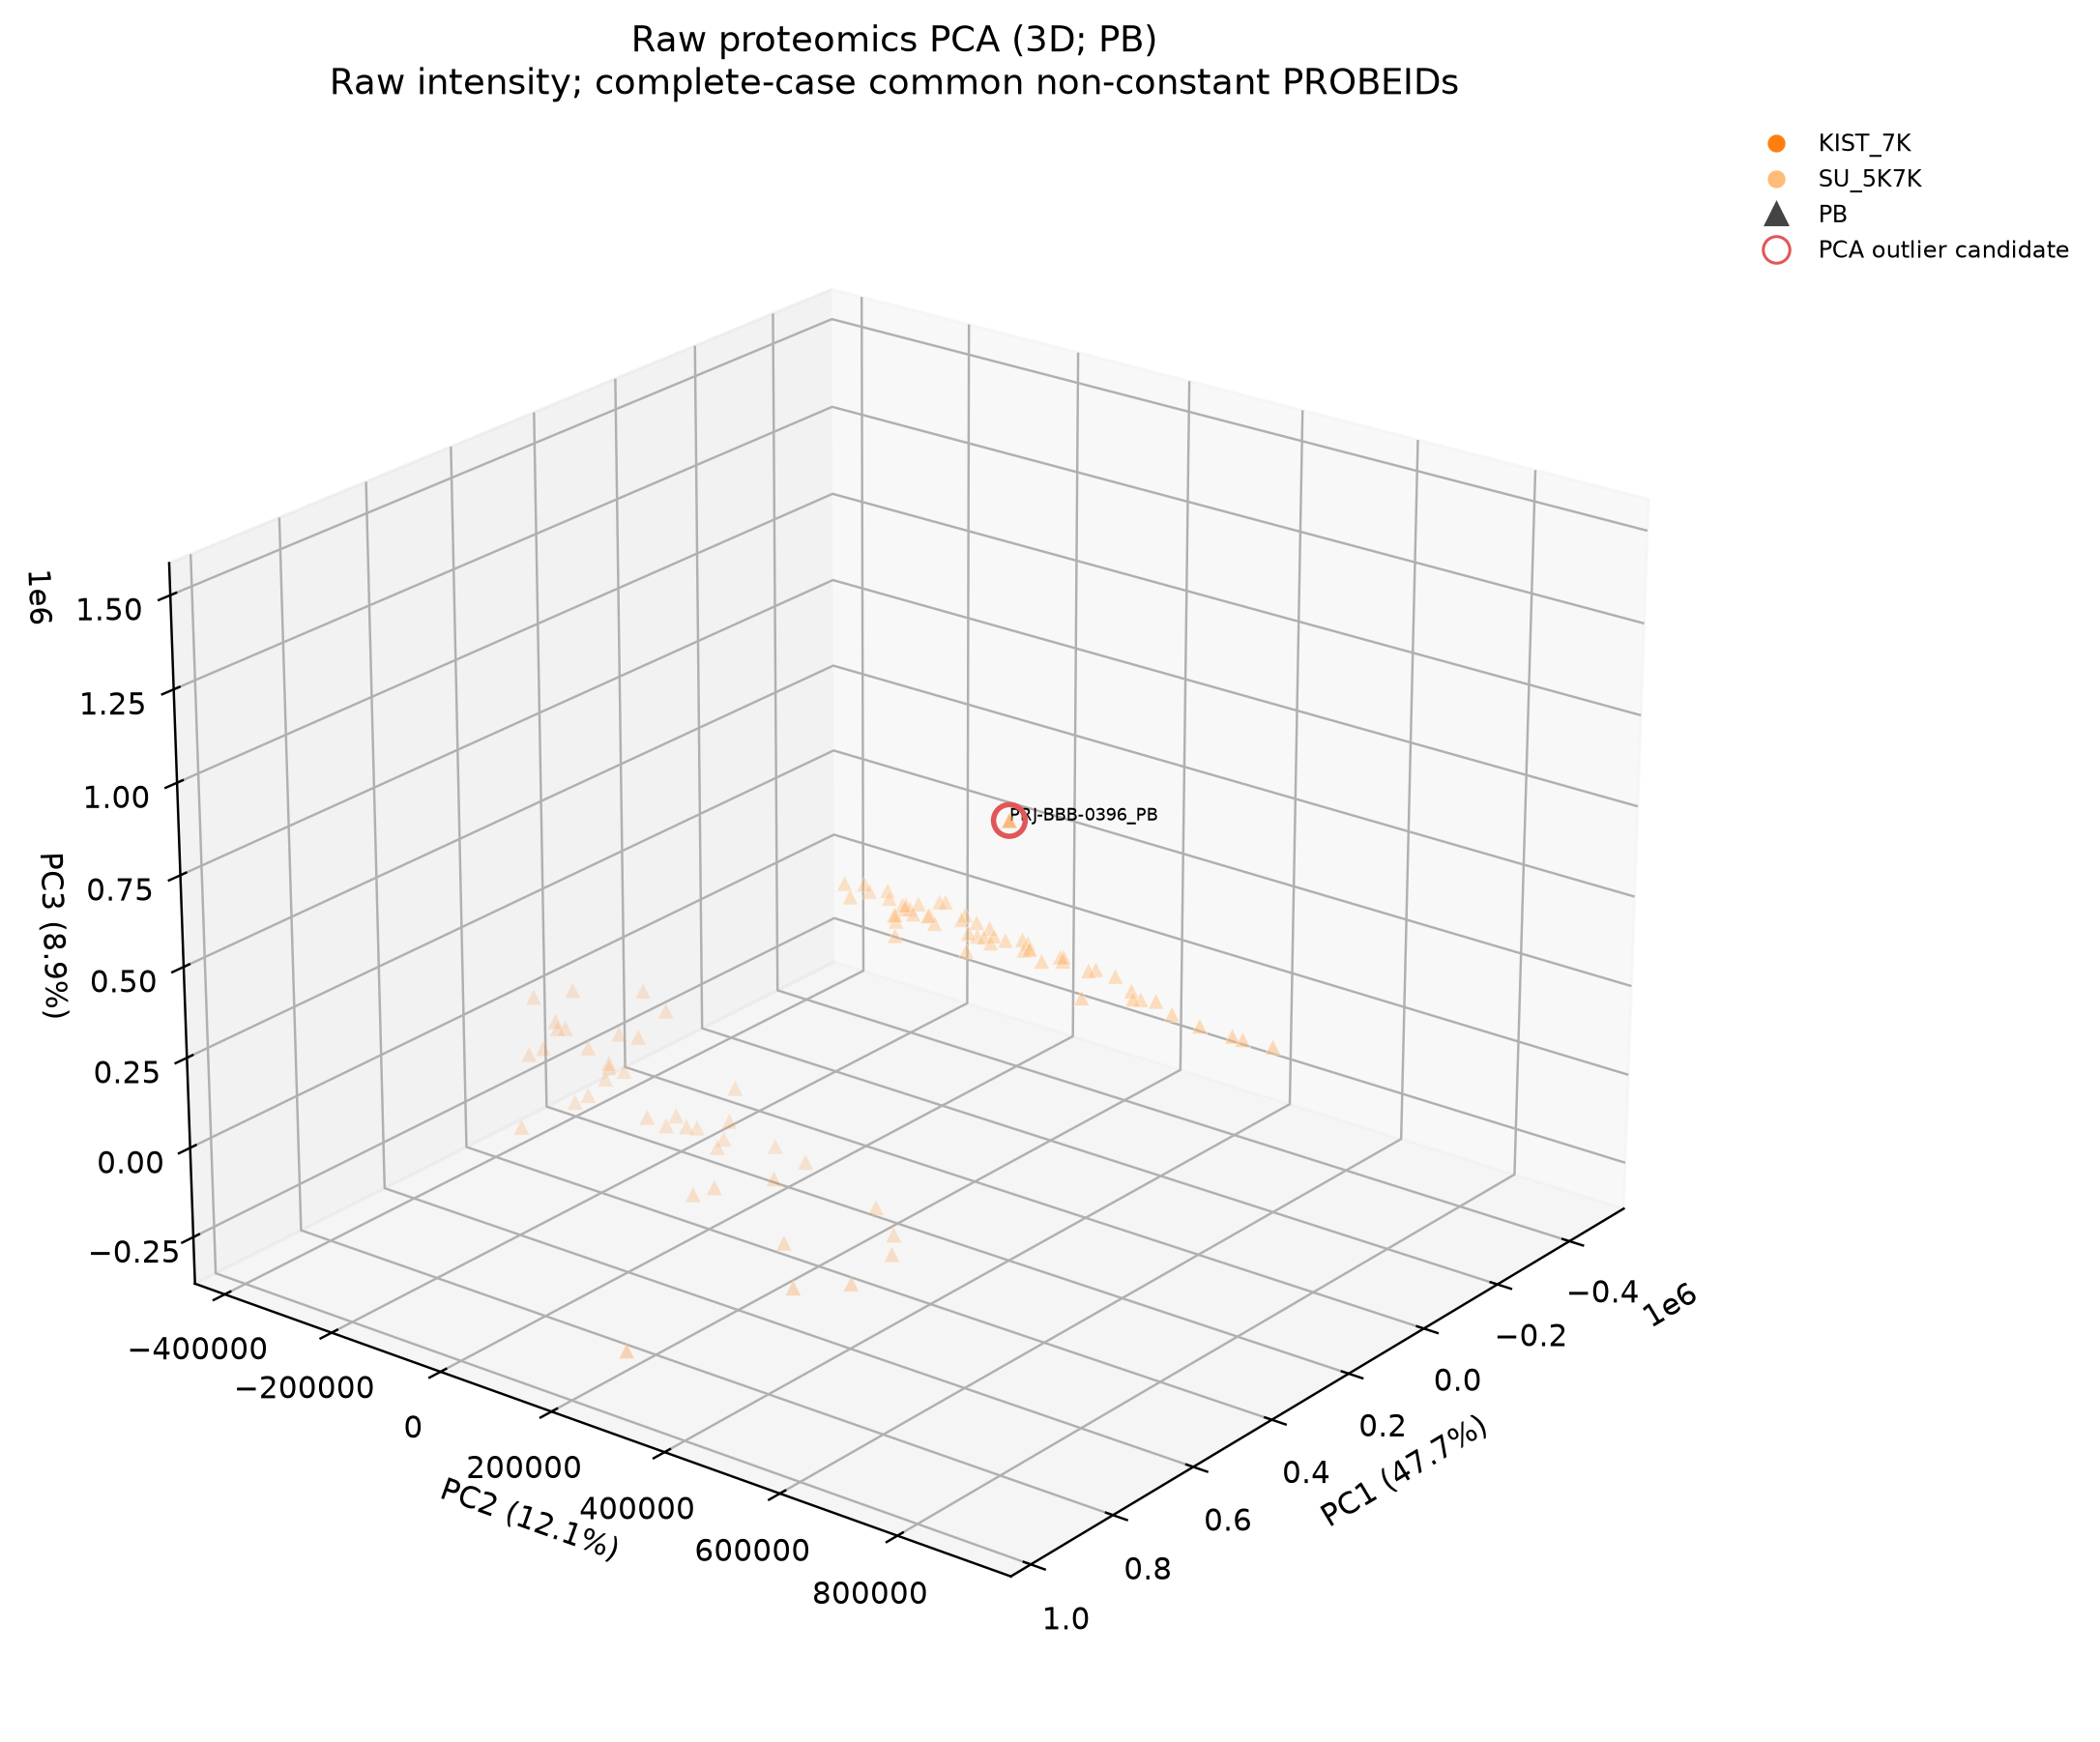 Raw proteomics PCA (3D; PB)
Raw intensity; complete-case common non-constant PROBEIDs
KIST_7K
SU_5K7K
PB
PCA outlier candidate
1e6
1.50
1.25
1.00
0.75
0.50
0.25
0.00
−0.25
PC3 (8.9%)
PRJ-BBB-0396_PB
−400000
−200000
0
200000
400000
600000
800000
PC2 (12.1%)
−0.4
−0.2
0.0
0.2
0.4
0.6
0.8
1.0
1e6
PC1 (47.7%)